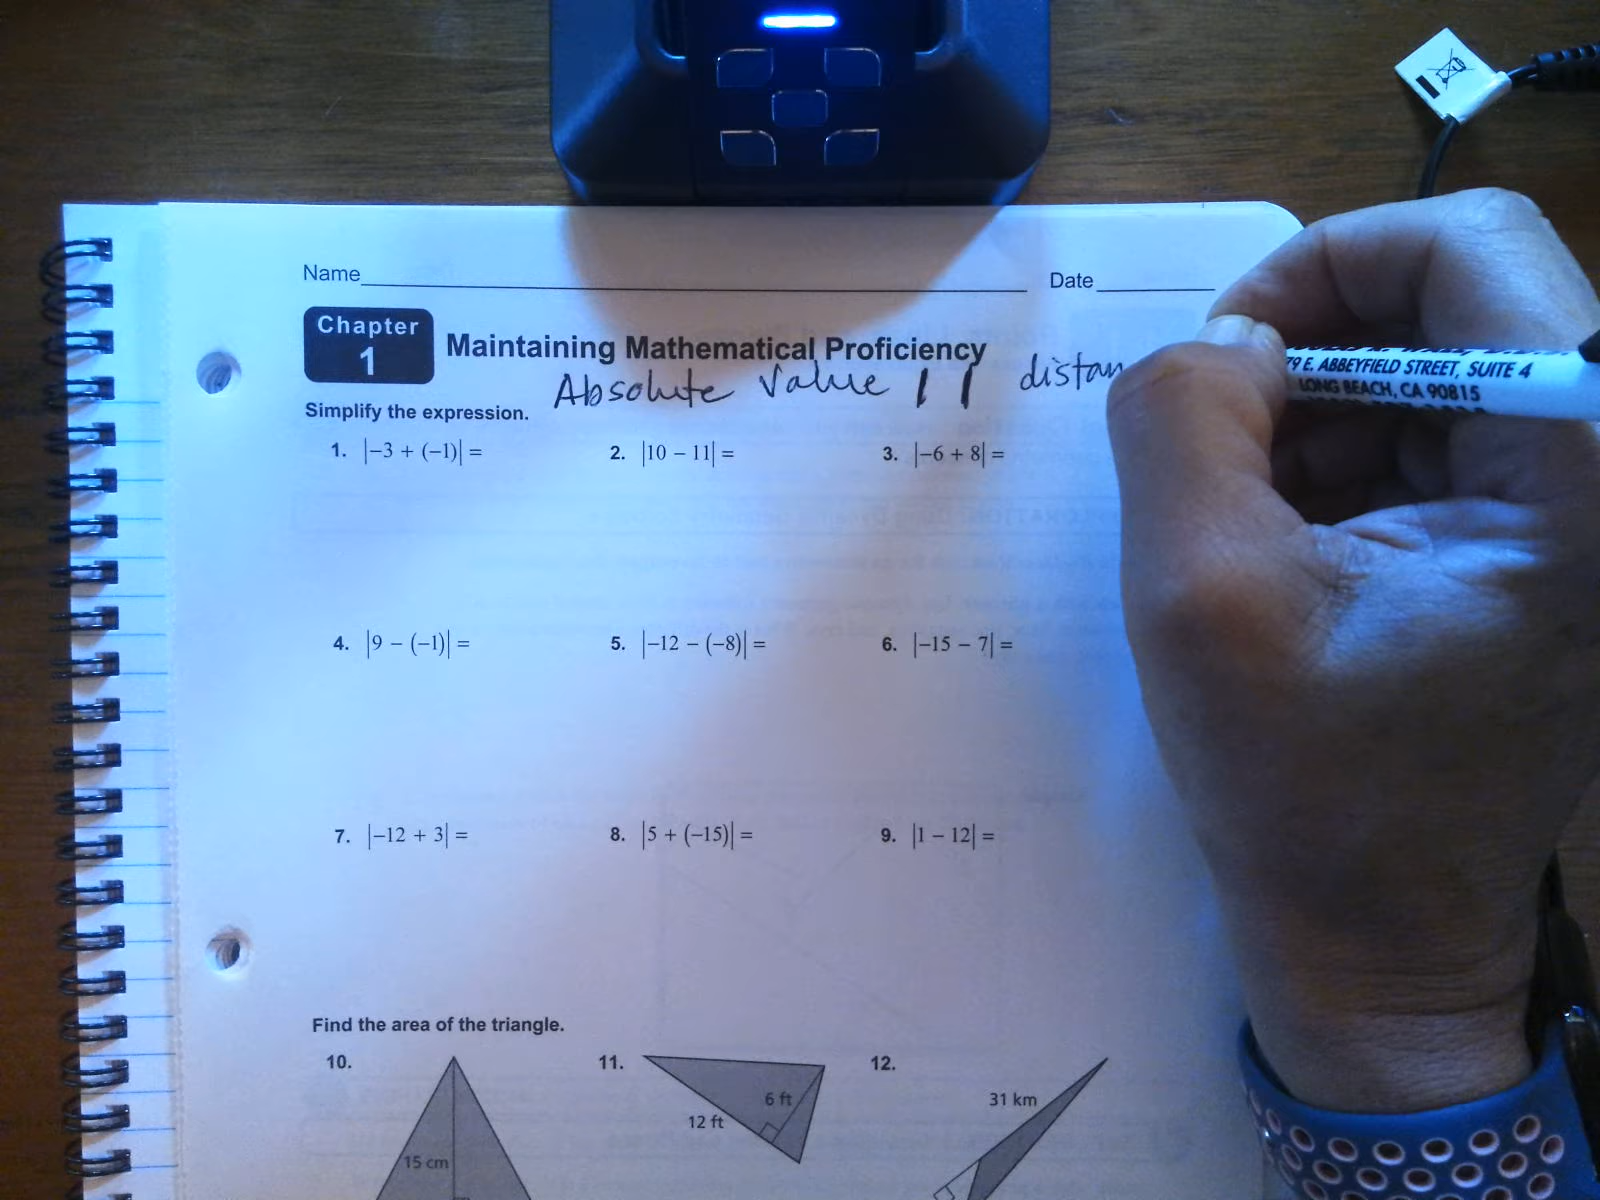 Name Date
Chapter
1
Maintaining Mathematical Proficiency
Absolute Value | |
Simplify the expression.
1. |−3 + (−1)| = 2. |10 − 11| = 3. |−6 + 8| =
4. |9 − (−1)| = 5. |−12 − (−8)| = 6. |−15 − 7| =
7. |−12 + 3| = 8. |5 + (−15)| = 9. |1 − 12| =
Find the area of the triangle.
10. 11. 12.
15 cm
6 ft
12 ft
31 km
79 E. ABBEYFIELD STREET, SUITE 4
LONG BEACH, CA 90815